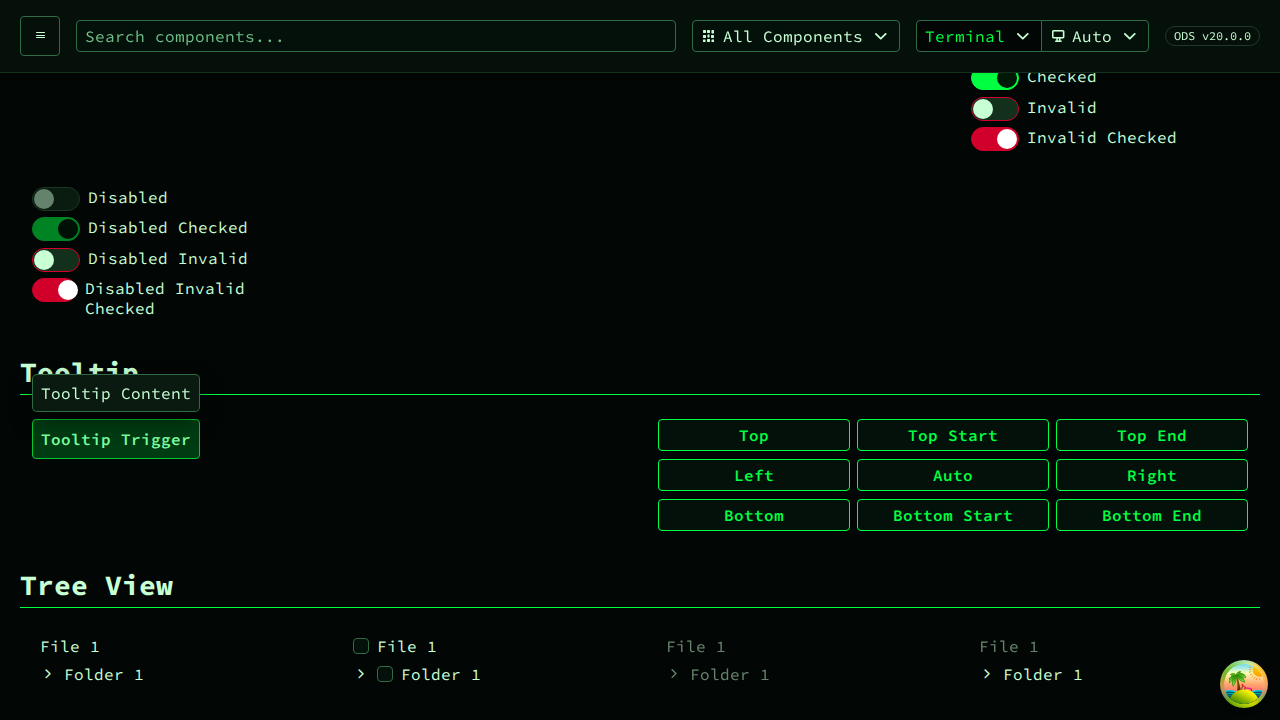 ≡
Search components...
All Components
Terminal
Auto
ODS v20.0.0
Checked
Invalid
Invalid Checked
Disabled
Disabled Checked
Disabled Invalid
Disabled Invalid
Checked
Tooltip
Tooltip Content
Tooltip Trigger
Top
Top Start
Top End
Left
Auto
Right
Bottom
Bottom Start
Bottom End
Tree View
File 1
File 1
File 1
File 1
Folder 1
Folder 1
Folder 1
Folder 1